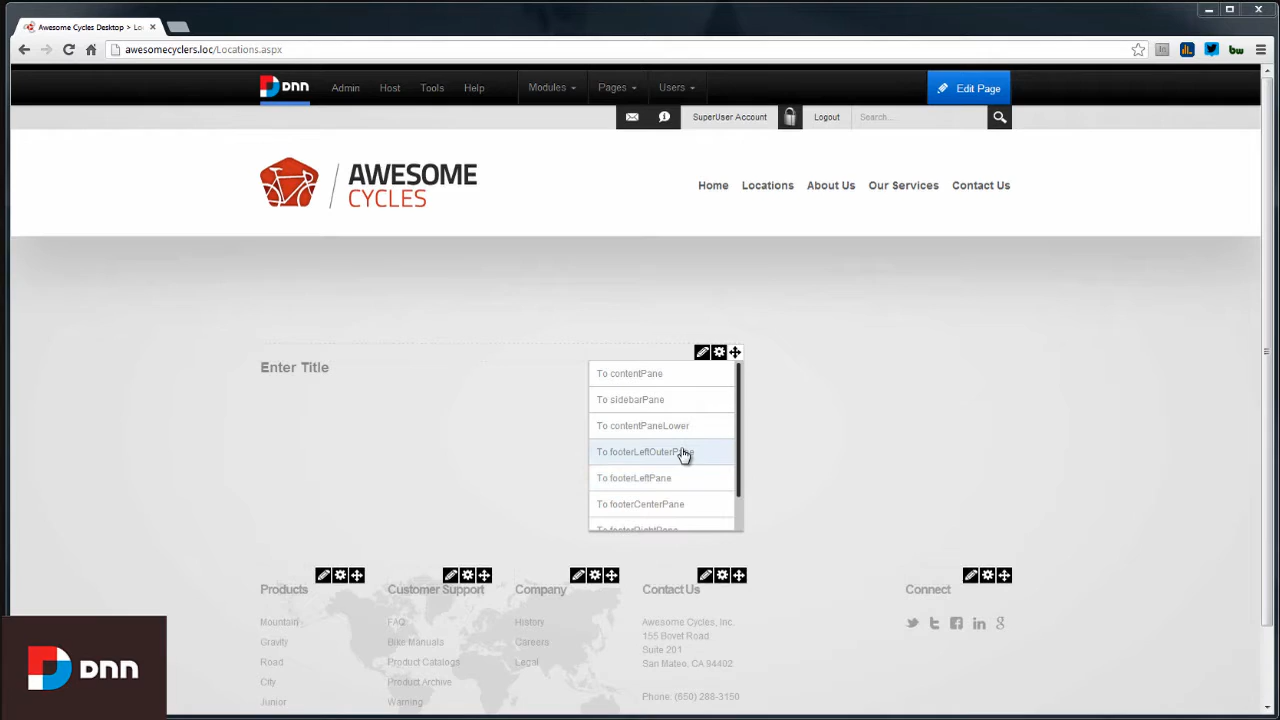 Awesome Cycles Desktop > Lo
awesomecyclers.loc/Locations.aspx
DNN Admin Host Tools Help Modules Pages Users Edit Page
SuperUser Account Logout Search...
AWESOME
CYCLES
Home Locations About Us Our Services Contact Us
Enter Title
To contentPane
To sidebarPane
To contentPaneLower
To footerLeftOuterPane
To footerLeftPane
To footerCenterPane
To footerRightPane
Products Customer Support Company Contact Us Connect
Mountain FAQ History Awesome Cycles, Inc.
155 Bovet Road
Gravity Bike Manuals Careers Suite 201
Road Product Catalogs Legal San Mateo, CA 94402
City Product Archive
Junior Warning Phone: (650) 288-3150
DNN